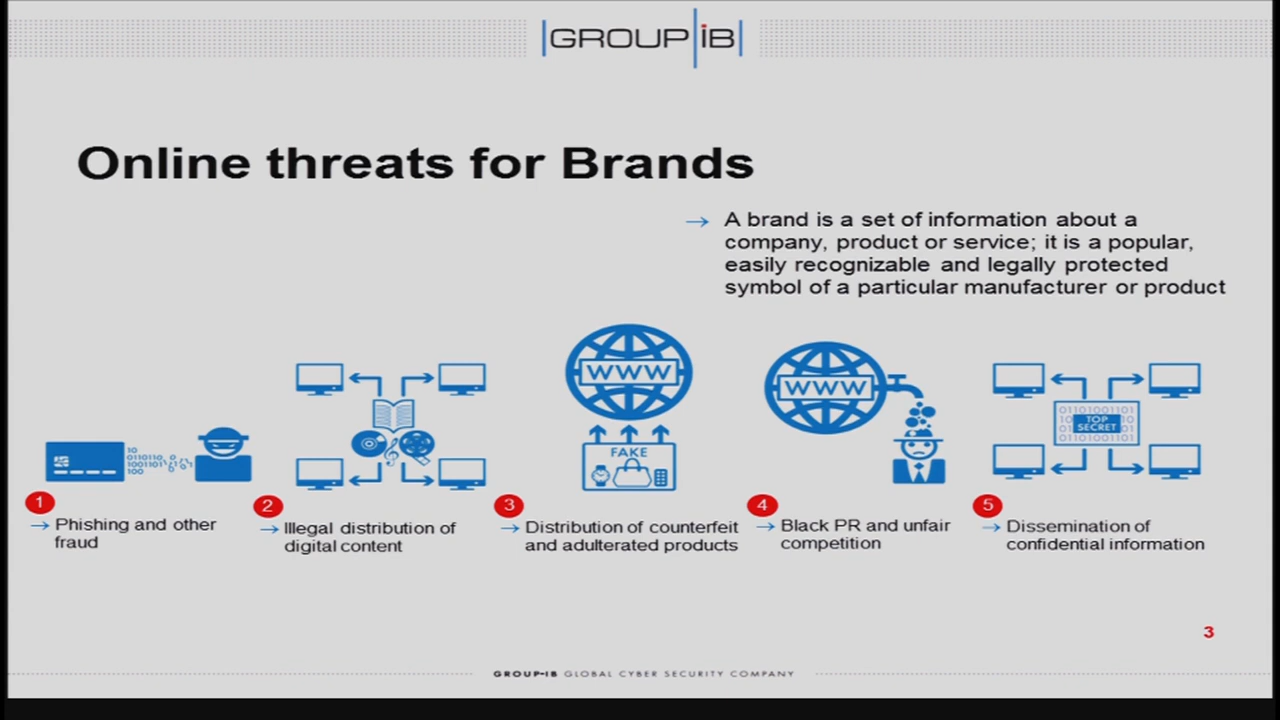 GROUP iB
Online threats for Brands
→ A brand is a set of information about a
company, product or service; it is a popular,
easily recognizable and legally protected
symbol of a particular manufacturer or product
WWW
FAKE
WWW
TOP
SECRET
1
→ Phishing and other
fraud
2
→ Illegal distribution of
digital content
3
→ Distribution of counterfeit
and adulterated products
4
→ Black PR and unfair
competition
5
→ Dissemination of
confidential information
3
GROUP-IB GLOBAL CYBER SECURITY COMPANY